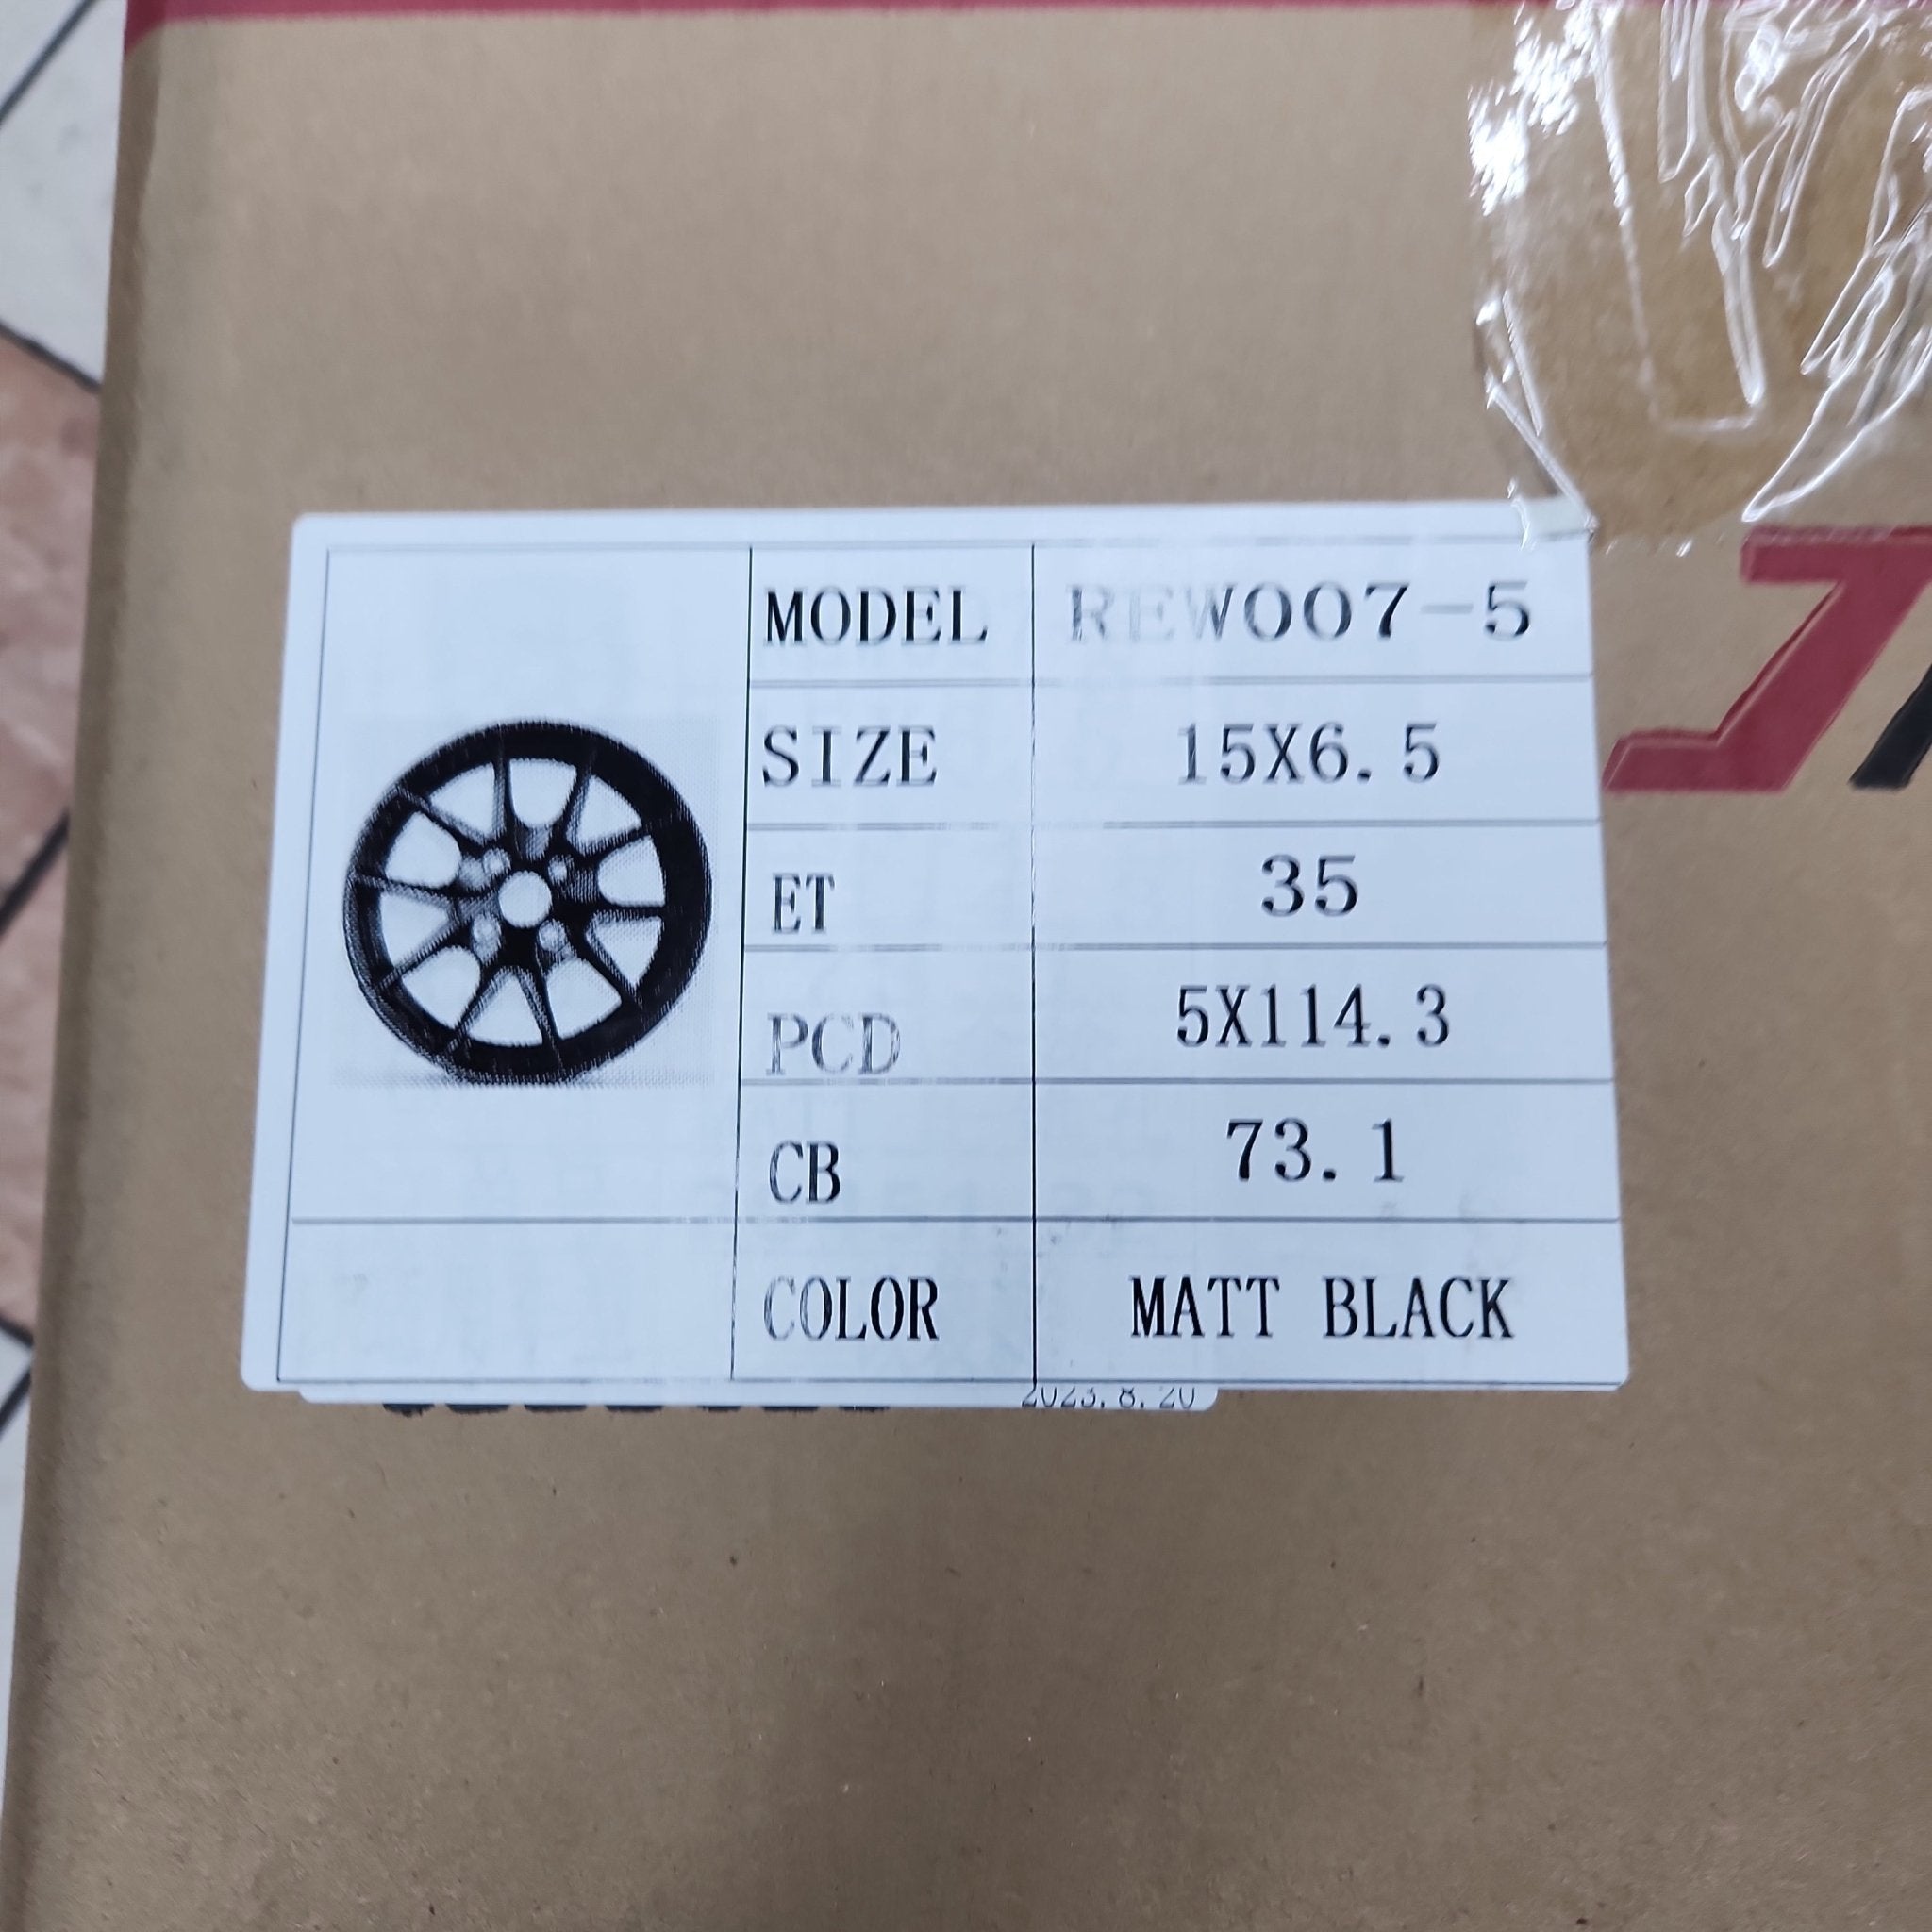 MODEL REW007-5
SIZE 15X6.5
ET 35
PCD 5X114.3
CB 73.1
COLOR MATT BLACK
2023.8.20